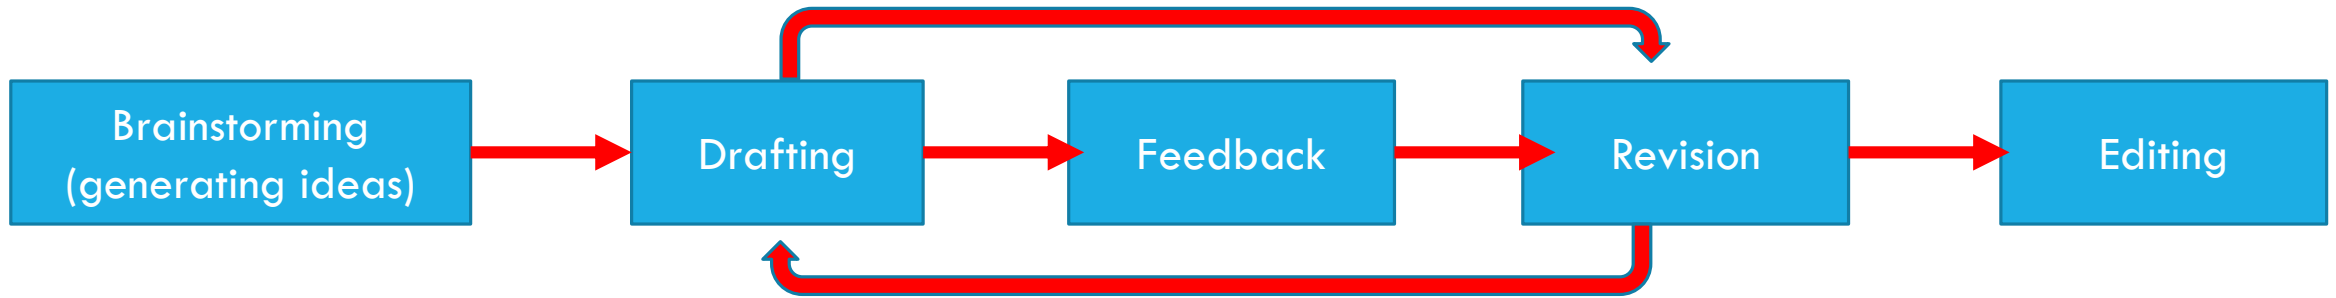 Brainstorming
(generating ideas)
Drafting
Feedback
Revision
Editing